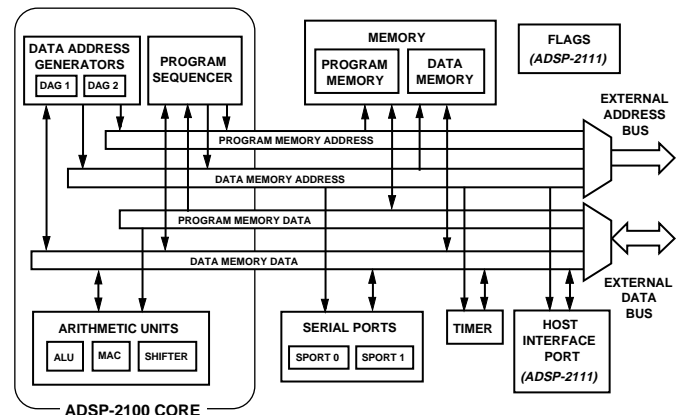 DATA ADDRESS
GENERATORS
DAG 1
DAG 2
PROGRAM
SEQUENCER
MEMORY
PROGRAM
MEMORY
DATA
MEMORY
FLAGS
(ADSP-2111)
EXTERNAL
ADDRESS
BUS
PROGRAM MEMORY ADDRESS
DATA MEMORY ADDRESS
PROGRAM MEMORY DATA
DATA MEMORY DATA
EXTERNAL
DATA
BUS
ARITHMETIC UNITS
ALU
MAC
SHIFTER
SERIAL PORTS
SPORT 0
SPORT 1
TIMER
HOST
INTERFACE
PORT
(ADSP-2111)
ADSP-2100 CORE